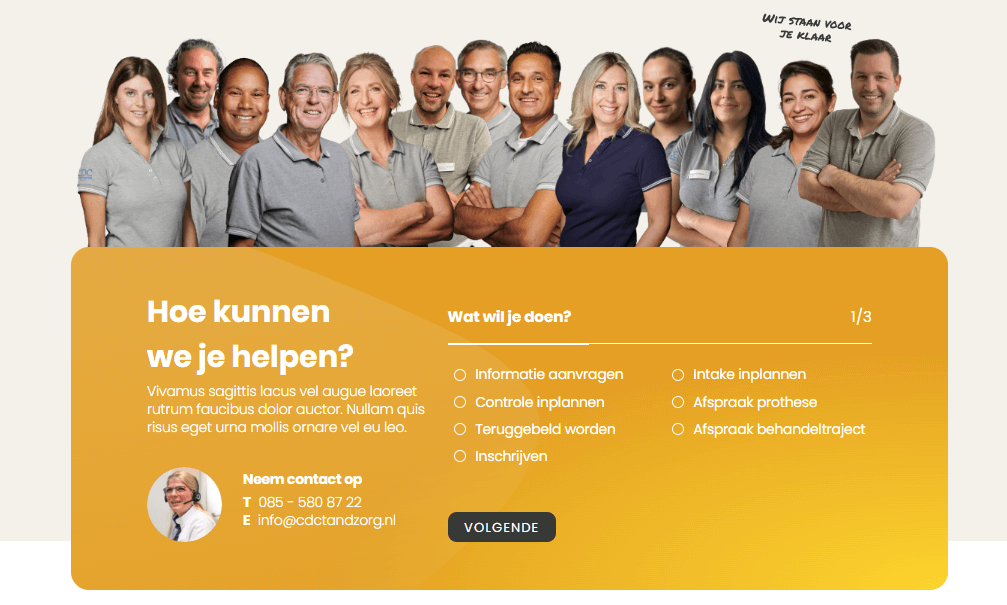 Wij staan voor
je klaar
CDC
Hoe kunnen
we je helpen?
Vivamus sagittis lacus vel augue laoreet
rutrum faucibus dolor auctor. Nullam quis
risus eget urna mollis ornare vel eu leo.
Neem contact op
T 085 - 580 87 22
E info@cdctandzorg.nl
Wat wil je doen?
1/3
Informatie aanvragen
Intake inplannen
Controle inplannen
Afspraak prothese
Teruggebeld worden
Afspraak behandeltraject
Inschrijven
VOLGENDE